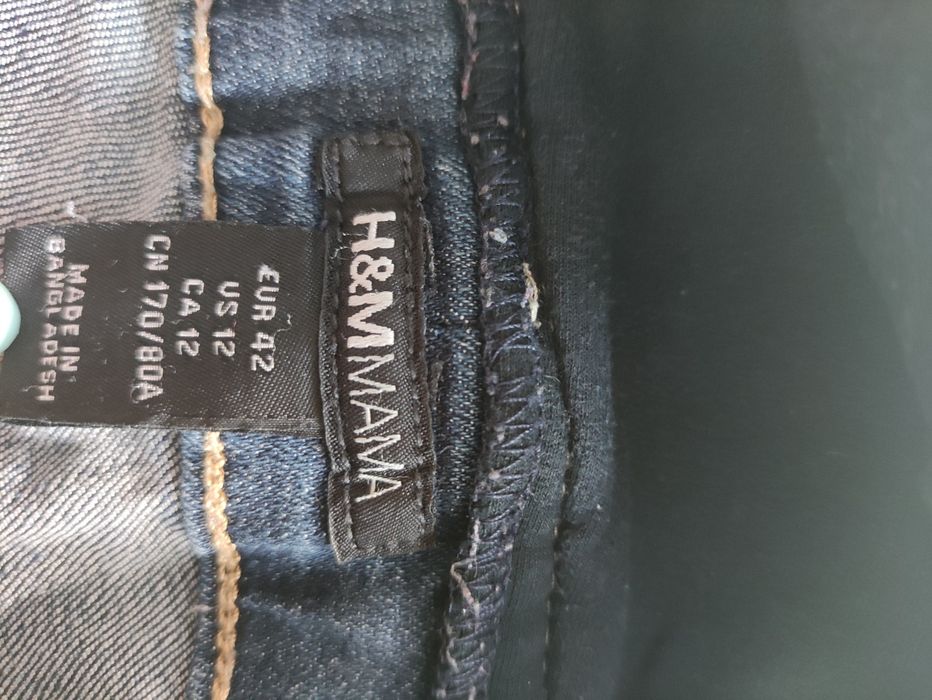 H&M MAMA
EUR 42
US 12
CA 12
CN 170/80A
MADE IN
BANGLADESH